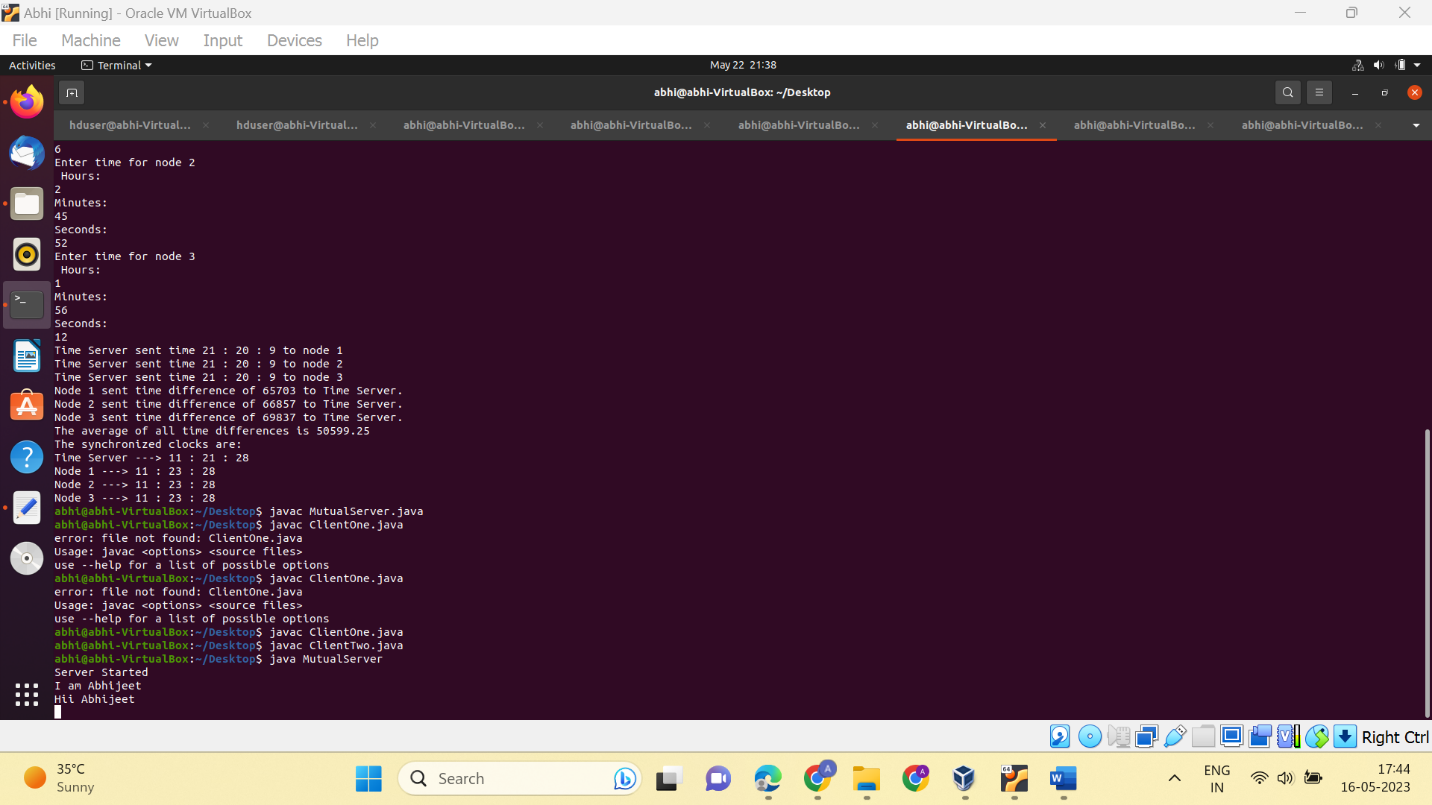 Abhi [Running] - Oracle VM VirtualBox
File Machine View Input Devices Help
Activities Terminal May 22 21:38
abhi@abhi-VirtualBox: ~/Desktop
hduser@abhi-Virtual... hduser@abhi-Virtual... abhi@abhi-VirtualBo... abhi@abhi-VirtualBo... abhi@abhi-VirtualBo... abhi@abhi-VirtualBo... abhi@abhi-VirtualBo... abhi@abhi-VirtualBo...
6
Enter time for node 2
Hours:
2
Minutes:
45
Seconds:
52
Enter time for node 3
Hours:
1
Minutes:
56
Seconds:
12
Time Server sent time 21 : 20 : 9 to node 1
Time Server sent time 21 : 20 : 9 to node 2
Time Server sent time 21 : 20 : 9 to node 3
Node 1 sent time difference of 65703 to Time Server.
Node 2 sent time difference of 66857 to Time Server.
Node 3 sent time difference of 69837 to Time Server.
The average of all time differences is 50599.25
The synchronized clocks are:
Time Server ---> 11 : 21 : 28
Node 1 ---> 11 : 23 : 28
Node 2 ---> 11 : 23 : 28
Node 3 ---> 11 : 23 : 28
abhi@abhi-VirtualBox:~/Desktop$ javac MutualServer.java
abhi@abhi-VirtualBox:~/Desktop$ javac ClientOne.java
error: file not found: ClientOne.java
Usage: javac <options> <source files>
use --help for a list of possible options
abhi@abhi-VirtualBox:~/Desktop$ javac ClientOne.java
error: file not found: ClientOne.java
Usage: javac <options> <source files>
use --help for a list of possible options
abhi@abhi-VirtualBox:~/Desktop$ javac ClientOne.java
abhi@abhi-VirtualBox:~/Desktop$ javac ClientTwo.java
abhi@abhi-VirtualBox:~/Desktop$ java MutualServer
Server Started
I am Abhijeet
Hii Abhijeet
Right Ctrl
35°C
Sunny
Search
ENG
IN
17:44
16-05-2023